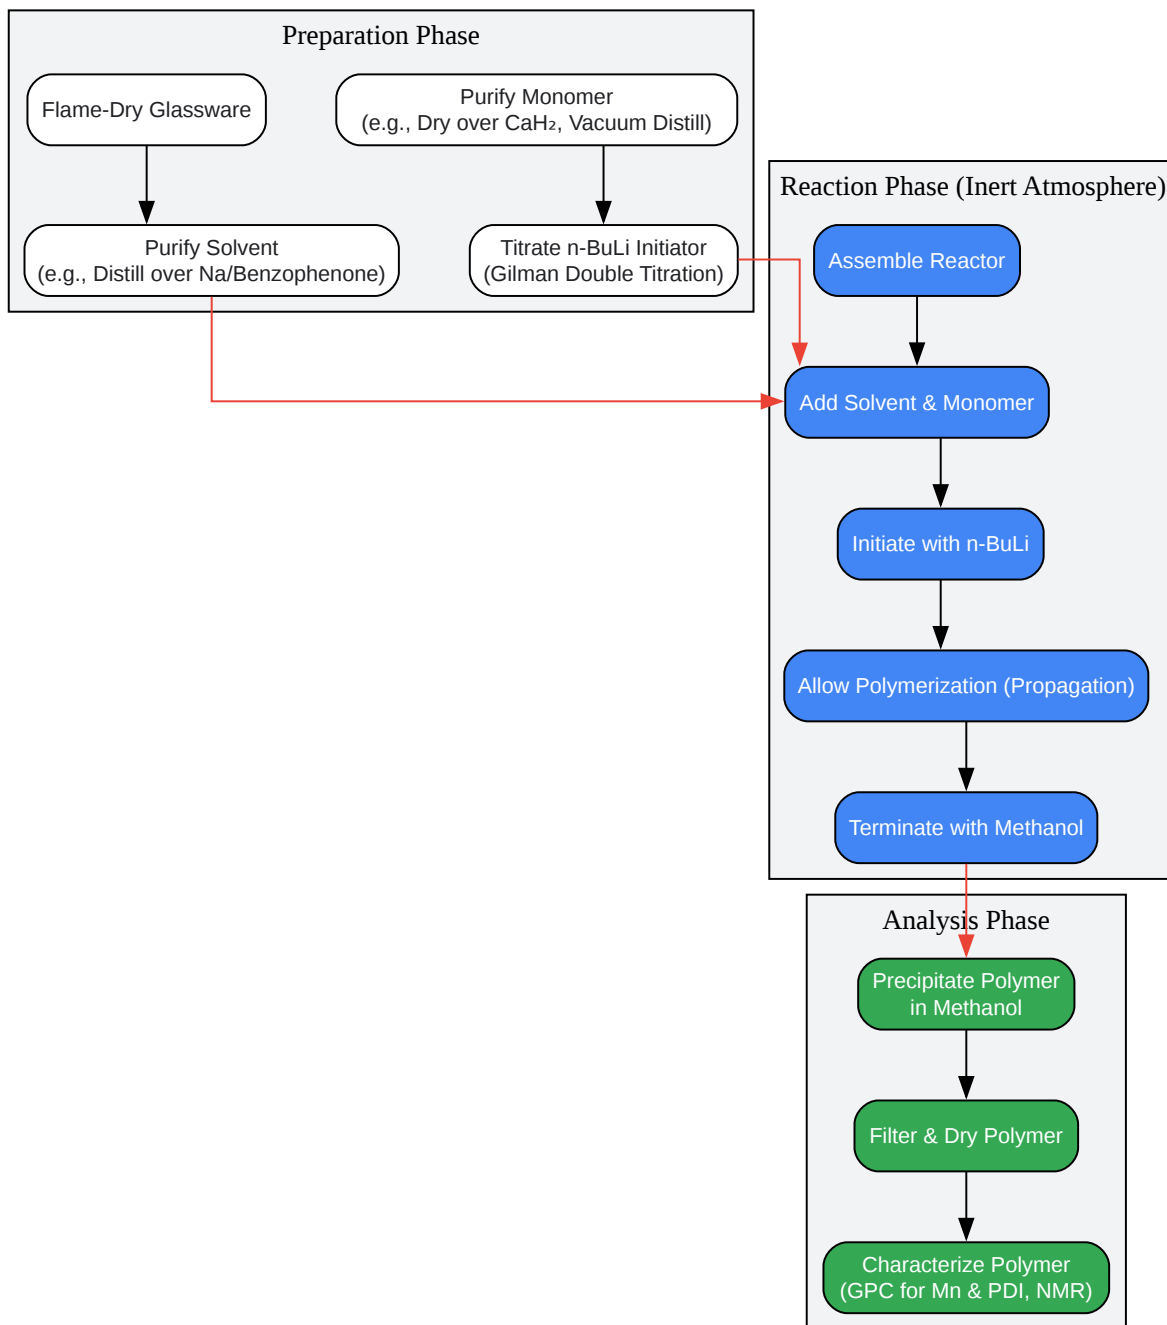 Preparation Phase
Flame-Dry Glassware
Purify Monomer
(e.g., Dry over CaH₂, Vacuum Distill)
Purify Solvent
(e.g., Distill over Na/Benzophenone)
Titrate n-BuLi Initiator
(Gilman Double Titration)
Reaction Phase (Inert Atmosphere)
Assemble Reactor
Add Solvent & Monomer
Initiate with n-BuLi
Allow Polymerization (Propagation)
Terminate with Methanol
Analysis Phase
Precipitate Polymer
in Methanol
Filter & Dry Polymer
Characterize Polymer
(GPC for Mn & PDI, NMR)